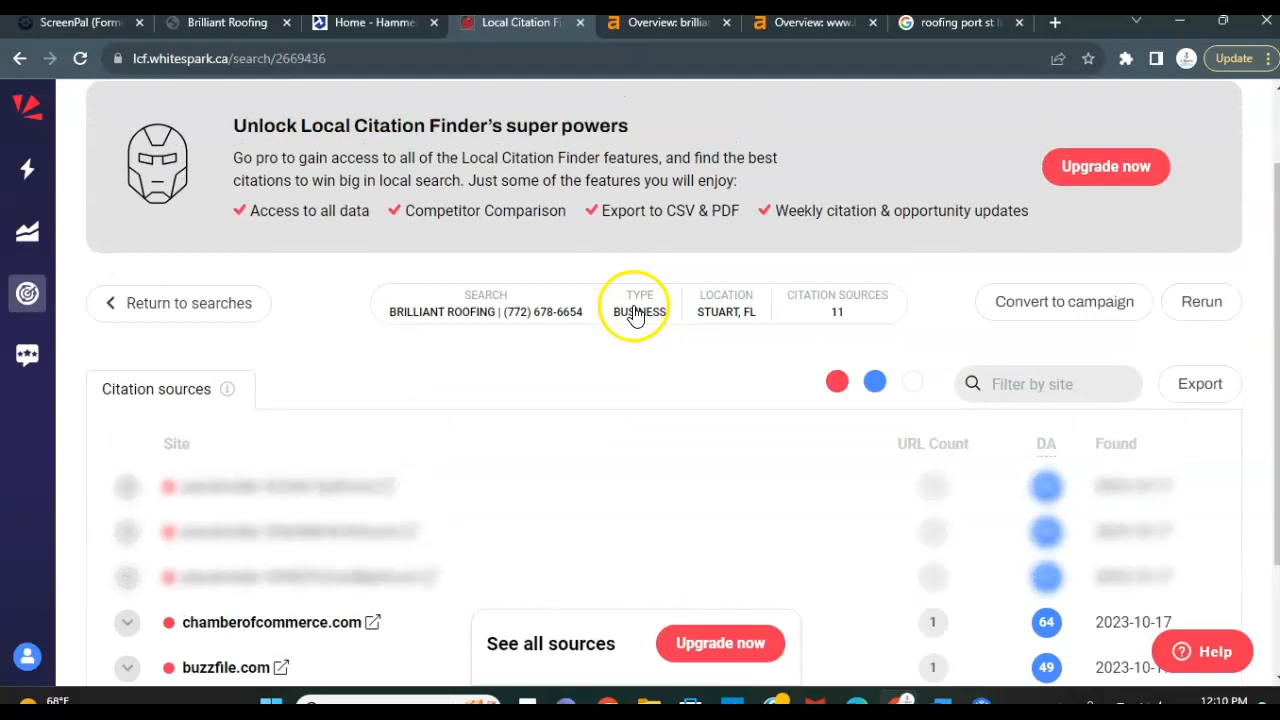 ScreenPal (Form
Brilliant Roofing
Home - Hamme
Local Citation Fi
Overview: brillia
Overview: www.
roofing port st l
lcf.whitespark.ca/search/2669436
Update
Unlock Local Citation Finder's super powers
Go pro to gain access to all of the Local Citation Finder features, and find the best
citations to win big in local search. Just some of the features you will enjoy:
Access to all data
Competitor Comparison
Export to CSV & PDF
Weekly citation & opportunity updates
Upgrade now
Return to searches
SEARCH
BRILLIANT ROOFING | (772) 678-6654
TYPE
BUSINESS
LOCATION
STUART, FL
CITATION SOURCES
11
Convert to campaign
Rerun
Citation sources
Filter by site
Export
Site
URL Count
DA
Found
chamberofcommerce.com
1
64
2023-10-17
buzzfile.com
1
49
2023-10-1
See all sources
Upgrade now
Help
68°F
12:10 PM